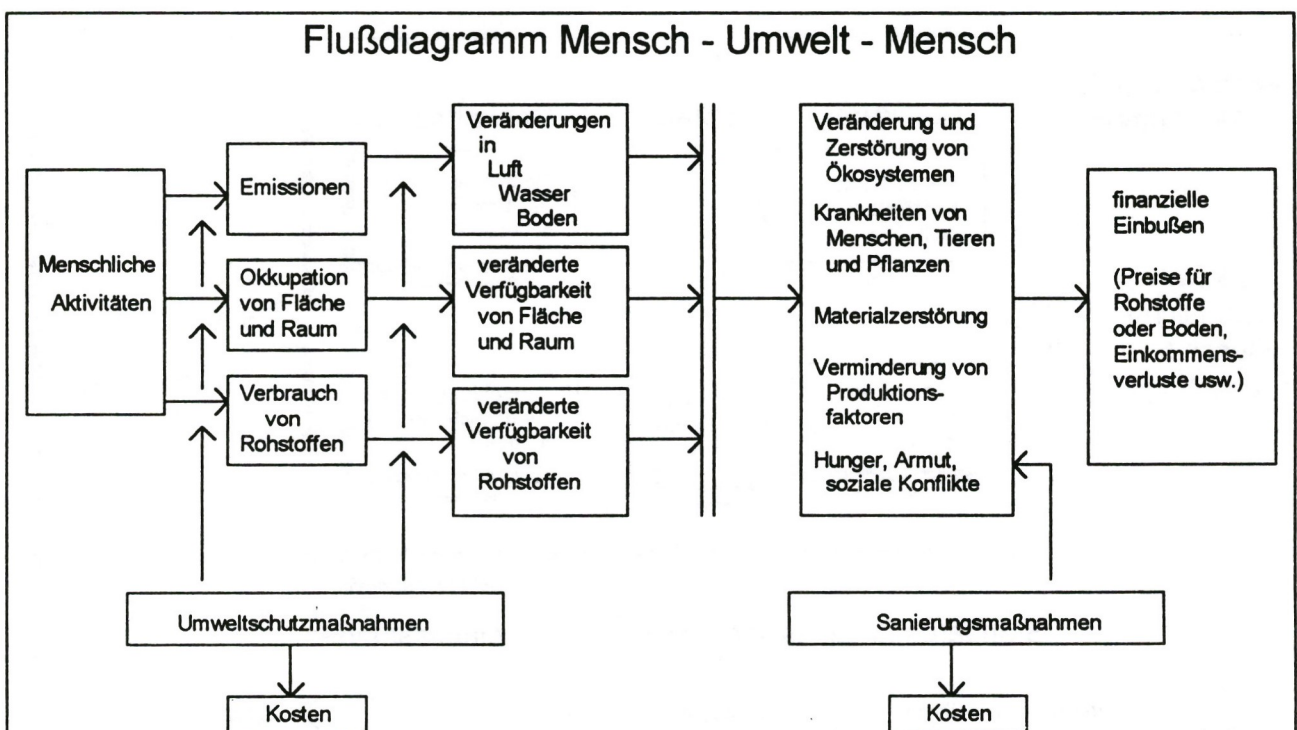 Flußdiagramm Mensch - Umwelt - Mensch
Menschliche
Aktivitäten
Emissionen
Okkupation
von Fläche
und Raum
Verbrauch
von
Rohstoffen
Veränderungen
in
Luft
Wasser
Boden
veränderte
Verfügbarkeit
von Fläche
und Raum
veränderte
Verfügbarkeit
von
Rohstoffen
Veränderung und
Zerstörung von
Ökosystemen
Krankheiten von
Menschen, Tieren
und Pflanzen
Materialzerstörung
Verminderung von
Produktions-
faktoren
Hunger, Armut,
soziale Konflikte
finanzielle
Einbußen
(Preise für
Rohstoffe
oder Boden,
Einkommens-
verluste usw.)
Umweltschutzmaßnahmen
Kosten
Sanierungsmaßnahmen
Kosten